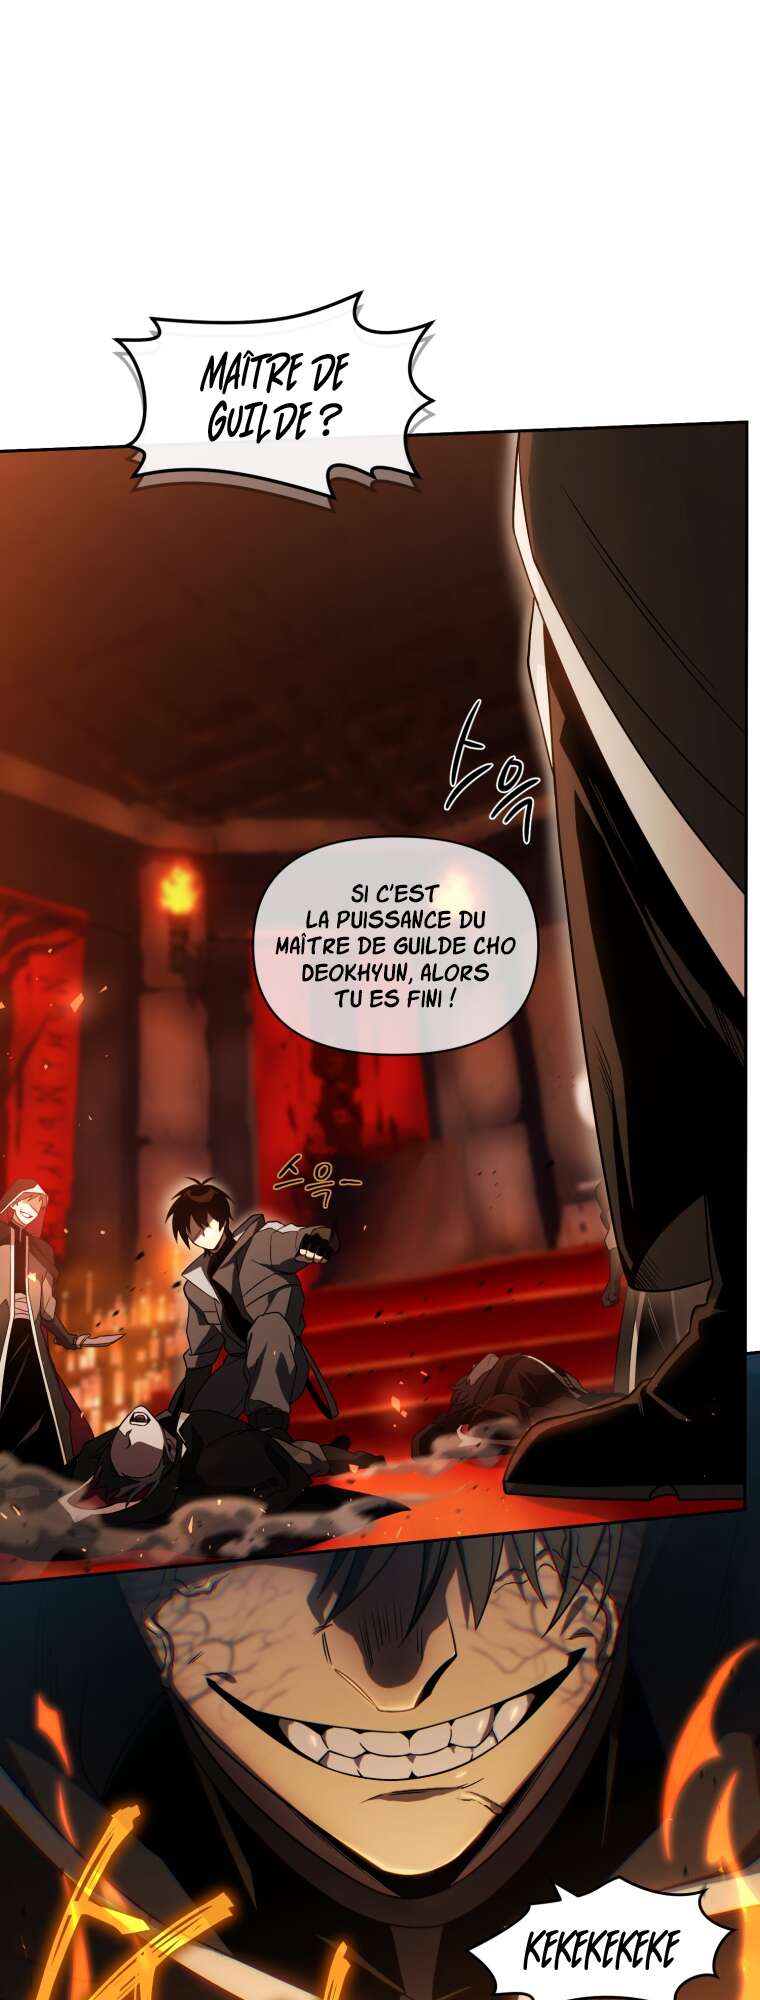 MAÎTRE DE
GUILDE ?
스윽
SI C'EST
LA PUISSANCE DU
MAÎTRE DE GUILDE CHO
DEOKHYUN, ALORS
TU ES FINI !
스윽-
KEKEKEKEKE